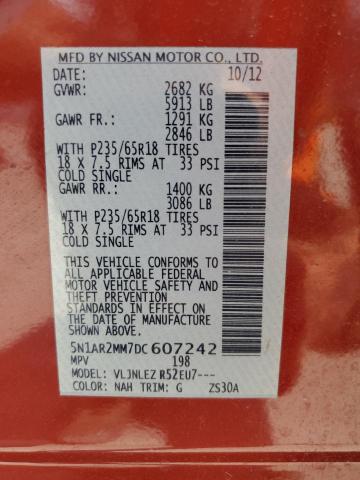 MFD BY NISSAN MOTOR CO., LTD.
DATE: 10/12
GVWR: 2682 KG
5913 LB
GAWR FR.: 1291 KG
2846 LB
WITH P235/65R18 TIRES
18 X 7.5 RIMS AT 33 PSI
COLD SINGLE
GAWR RR.: 1400 KG
3086 LB
WITH P235/65R18 TIRES
18 X 7.5 RIMS AT 33 PSI
COLD SINGLE
THIS VEHICLE CONFORMS TO
ALL APPLICABLE FEDERAL
MOTOR VEHICLE SAFETY AND
THEFT PREVENTION
STANDARDS IN EFFECT ON
THE DATE OF MANUFACTURE
SHOWN ABOVE.
5N1AR2MM7DC607242
MPV 198
MODEL: VLJNLEZ R52EU7---
COLOR: NAH TRIM: G ZS30A